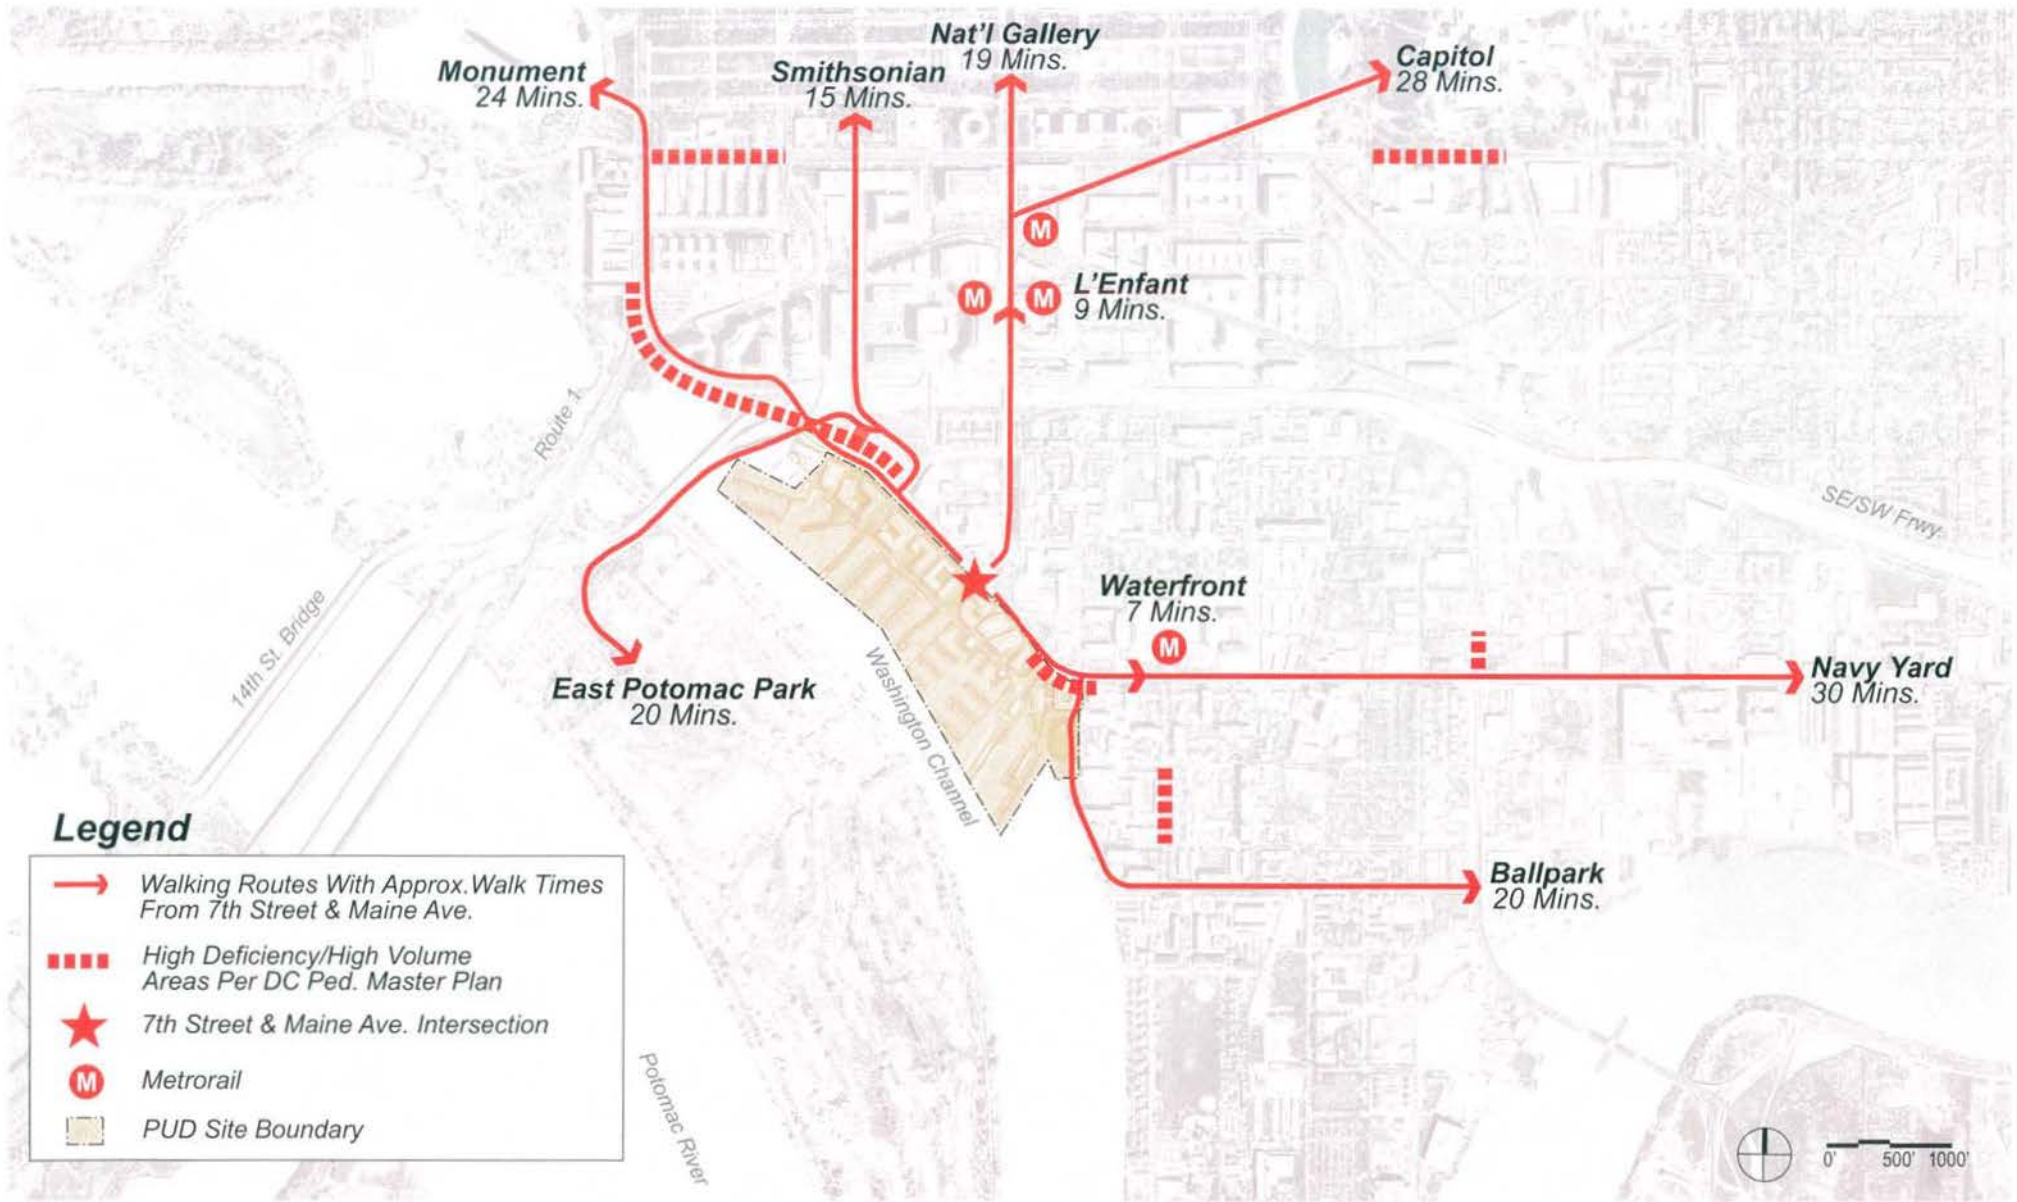 Nat'l Gallery
19 Mins.
Monument
24 Mins.
Smithsonian
15 Mins.
Capitol
28 Mins.
M
M
M
L'Enfant
9 Mins.
Route 1
SE/SW Frwy.
14th St. Bridge
Waterfront
7 Mins.
M
East Potomac Park
20 Mins.
Washington Channel
Navy Yard
30 Mins.
Ballpark
20 Mins.
Potomac River
Legend
Walking Routes With Approx.Walk Times
From 7th Street & Maine Ave.
High Deficiency/High Volume
Areas Per DC Ped. Master Plan
7th Street & Maine Ave. Intersection
M
Metrorail
PUD Site Boundary
0' 500' 1000'